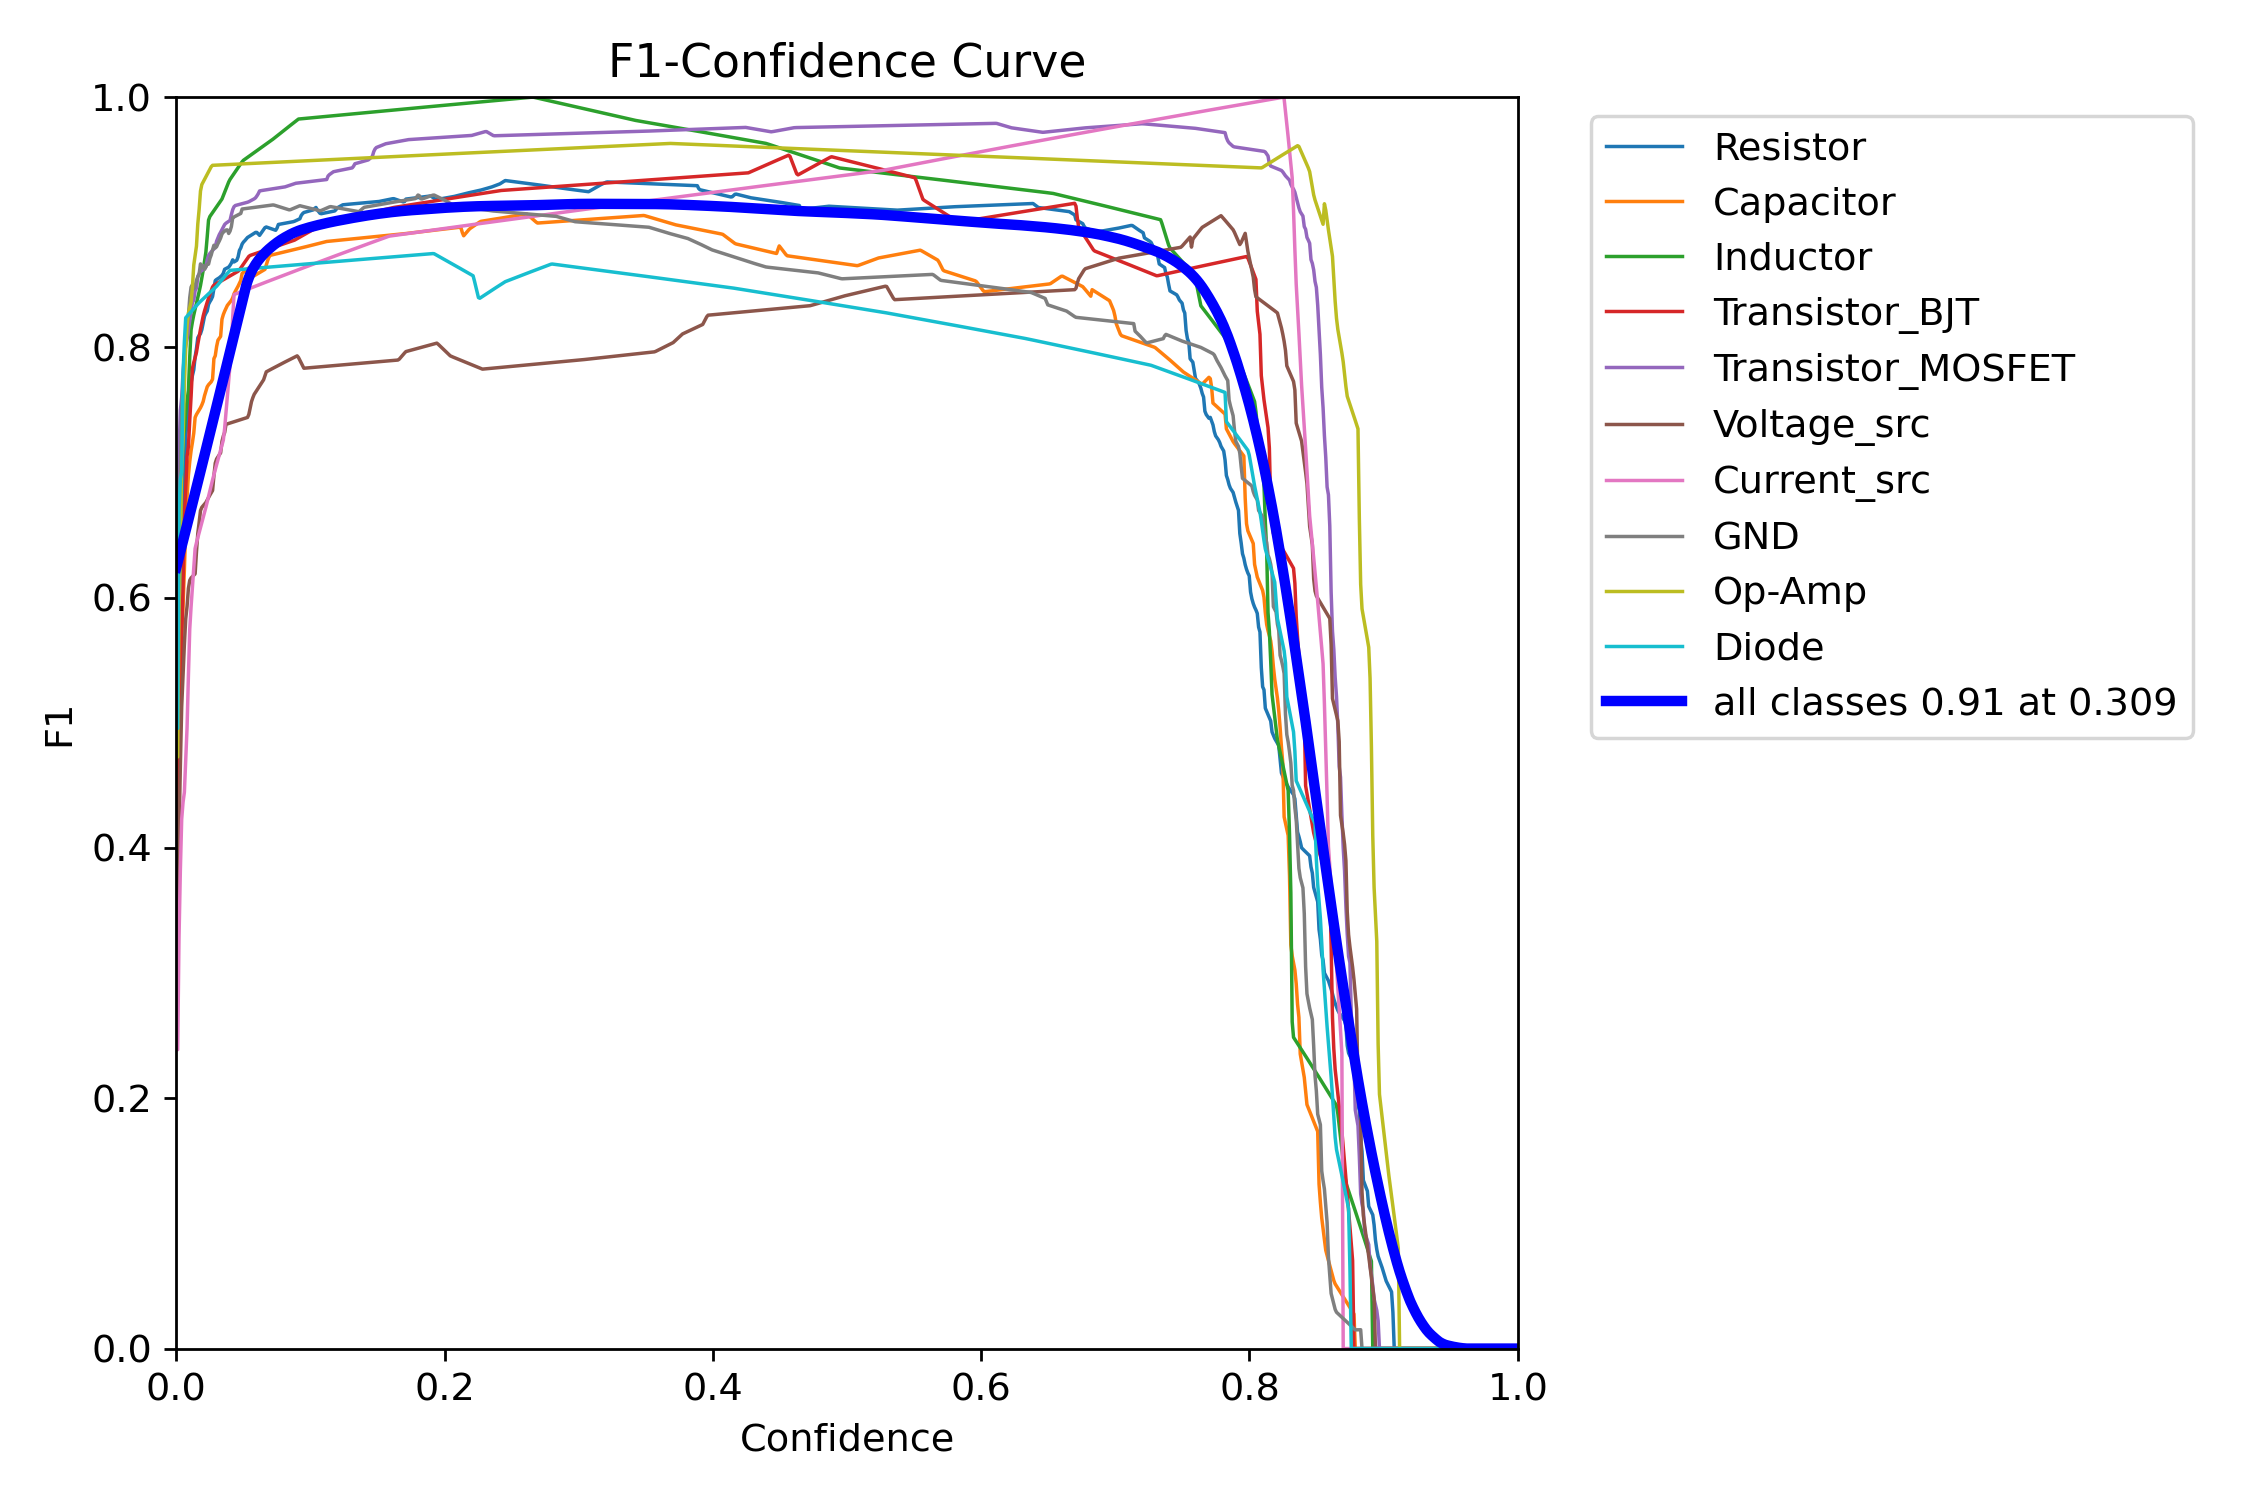 F1-Confidence Curve
1.0
0.8
0.6
0.4
0.2
0.0
F1
0.0 0.2 0.4 0.6 0.8 1.0
Confidence
Resistor
Capacitor
Inductor
Transistor_BJT
Transistor_MOSFET
Voltage_src
Current_src
GND
Op-Amp
Diode
all classes 0.91 at 0.309